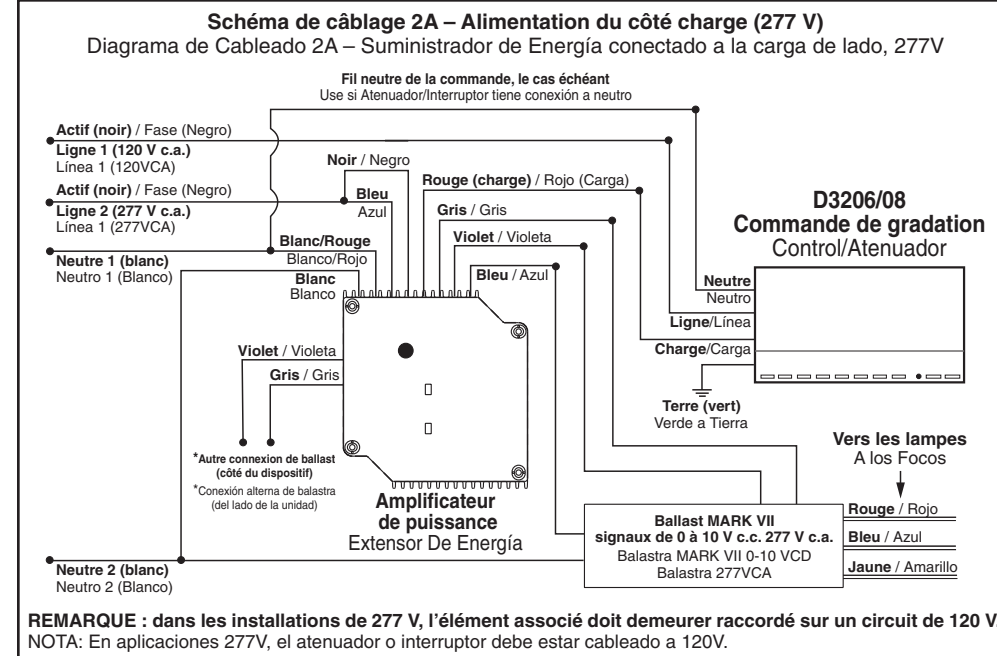 Schéma de câblage 2A – Alimentation du côté charge (277 V)
Diagrama de Cableado 2A – Suministrador de Energía conectado a la carga de lado, 277V
Fil neutre de la commande, le cas échéant
Use si Atenuador/Interruptor tiene conexión a neutro
Actif (noir) / Fase (Negro)
Ligne 1 (120 V c.a.)
Línea 1 (120VCA)
Noir / Negro
Actif (noir) / Fase (Negro)
Ligne 2 (277 V c.a.)
Línea 1 (277VCA)
Bleu
Azul
Rouge (charge) / Rojo (Carga)
Gris / Gris
Violet / Violeta
Bleu / Azul
Blanc/Rouge
Blanco/Rojo
Blanc
Blanco
Neutre 1 (blanc)
Neutro 1 (Blanco)
D3206/08
Commande de gradation
Control/Atenuador
Neutre
Neutro
Ligne/Línea
Charge/Carga
Terre (vert)
Verde a Tierra
Violet / Violeta
Gris / Gris
*Autre connexion de ballast
(côté du dispositif)
*Conexión alterna de balastra
(del lado de la unidad)
Amplificateur
de puissance
Extensor De Energía
Vers les lampes
A los Focos
Rouge / Rojo
Bleu / Azul
Jaune / Amarillo
Ballast MARK VII
signaux de 0 à 10 V c.c. 277 V c.a.
Balastra MARK VII 0-10 VCD
Balastra 277VCA
Neutre 2 (blanc)
Neutro 2 (Blanco)
REMARQUE : dans les installations de 277 V, l’élément associé doit demeurer raccordé sur un circuit de 120 V.
NOTA: En aplicaciones 277V, el atenuador o interruptor debe estar cableado a 120V.